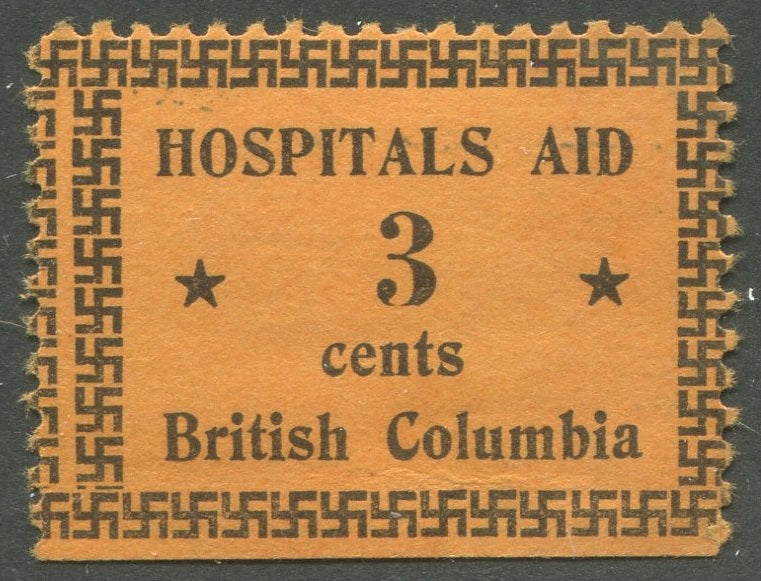 HOSPITALS AID
3
cents
British Columbia